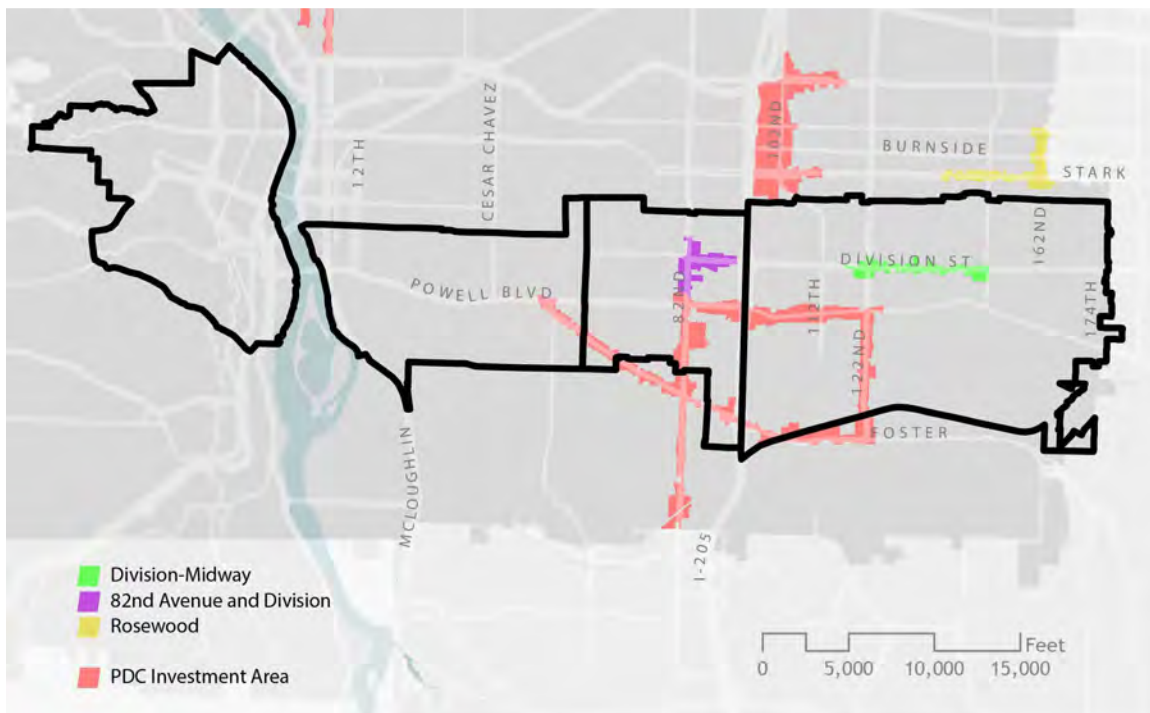 12TH
CESAR CHAVEZ
102ND
BURNSIDE
STARK
162ND
DIVISION ST
POWELL BLVD
82ND
112TH
174TH
122ND
FOSTER
MCLOUGHLIN
I-205
Division-Midway
82nd Avenue and Division
Rosewood
PDC Investment Area
Feet
0 5,000 10,000 15,000